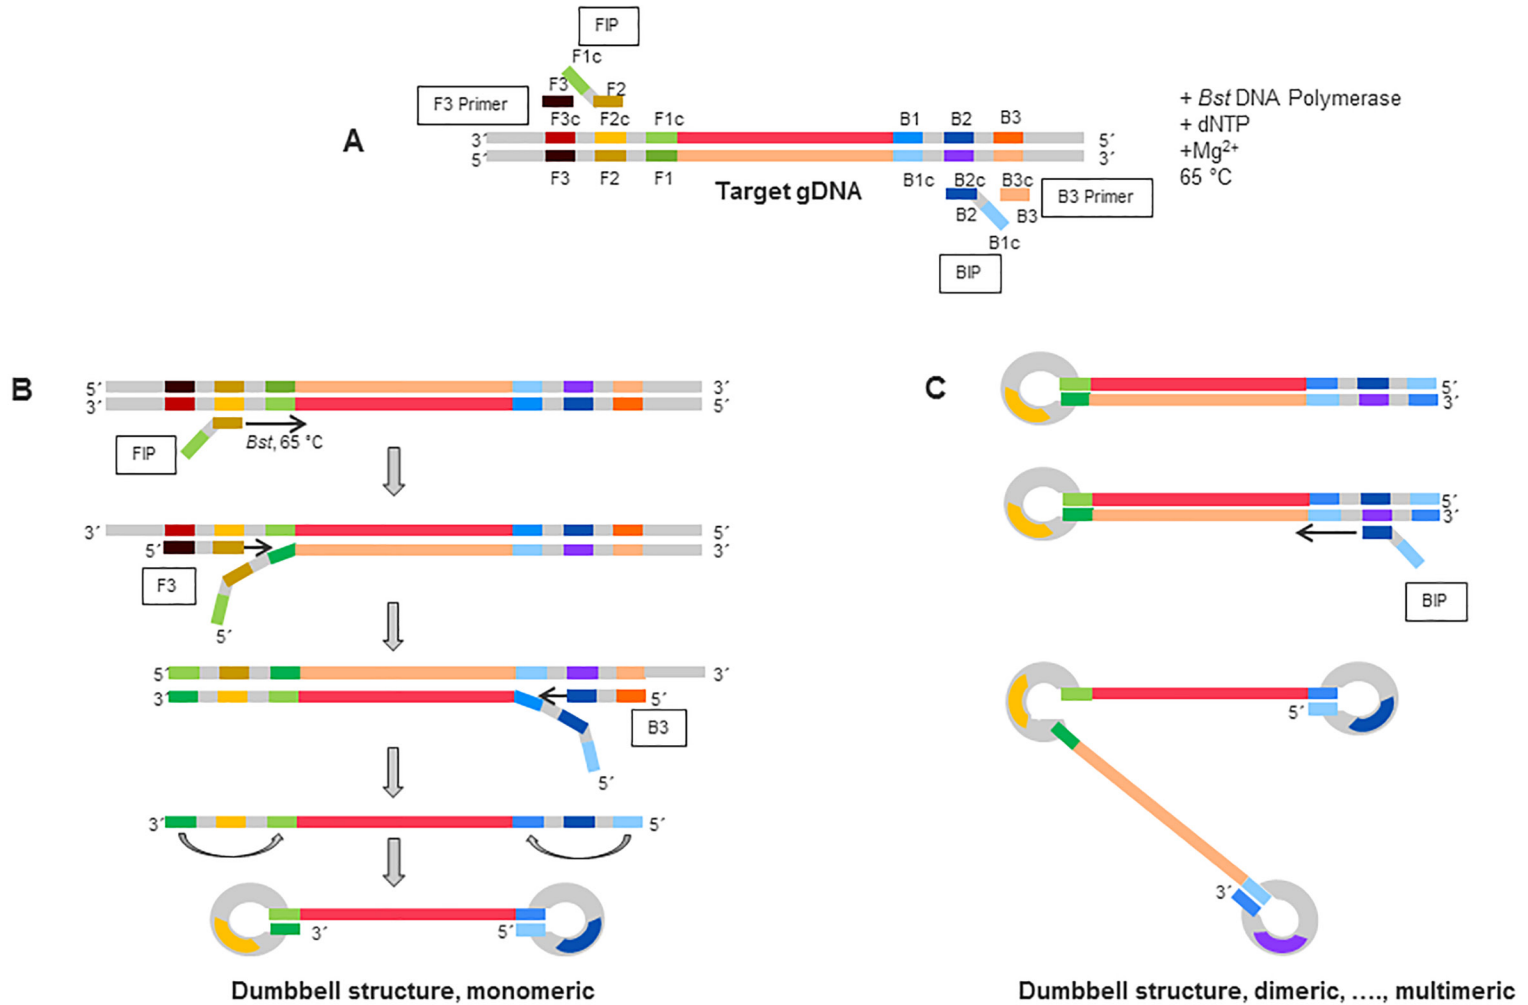 FIP
F1c
F3
F2
F3 Primer
F3c
F2c
F1c
B1
B2
B3
A
3´
5´
5´
3´
F3
F2
F1
Target gDNA
B1c
B2c
B3c
B2
B3
B3 Primer
B1c
BIP
+ Bst DNA Polymerase
+ dNTP
+Mg²⁺
65 °C
B
5´
3´
3´
5´
FIP
Bst, 65 °C
3´
5´
5´
3´
F3
5´
5´
3´
3´
5´
B3
5´
3´
5´
3´
5´
Dumbbell structure, monomeric
C
5´
3´
5´
3´
BIP
5´
3´
Dumbbell structure, dimeric, …., multimeric